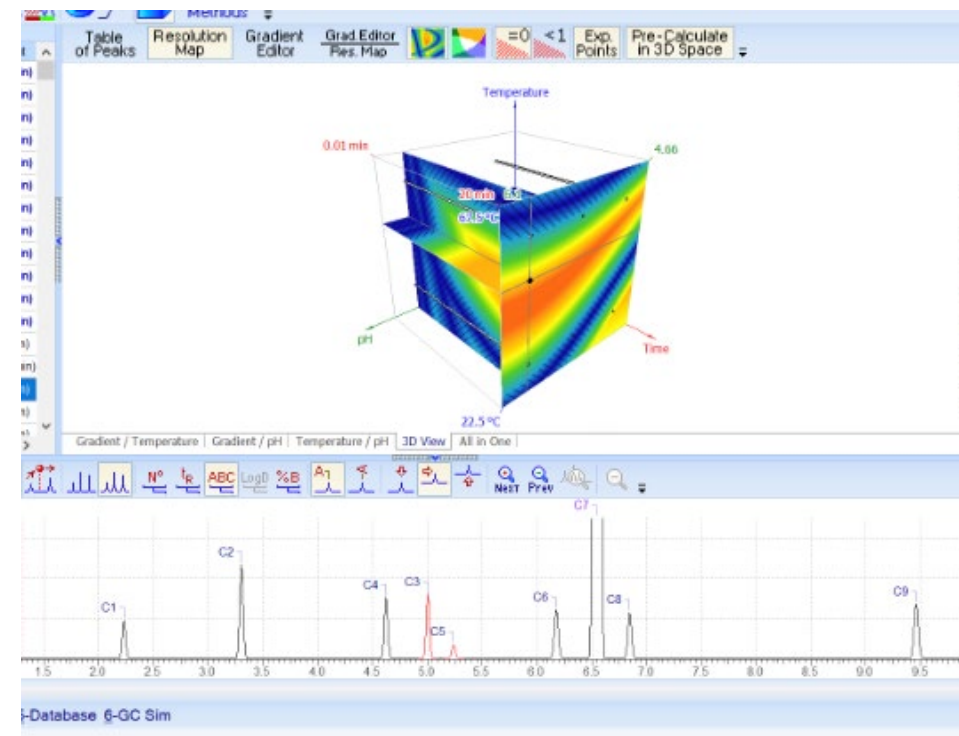 Methods
Table of Peaks
Resolution Map
Gradient Editor
Grad.Editor
Res. Map
=0
<1
Exp. Points
Pre-Calculate in 3D Space
Temperature
0.01 min
4.66
20 min
67.5 ºC
pH
Time
22.5 ºC
Gradient / Temperature
Gradient / pH
Temperature / pH
3D View
All in One
Nº
tR
ABC
LogD
%B
Next
Prev
C7
C2
C4
C3
C9
C6
C8
C1
C5
1.5 2.0 2.5 3.0 3.5 4.0 4.5 5.0 5.5 6.0 6.5 7.0 7.5 8.0 8.5 9.0 9.5
-Database 6-GC Sim